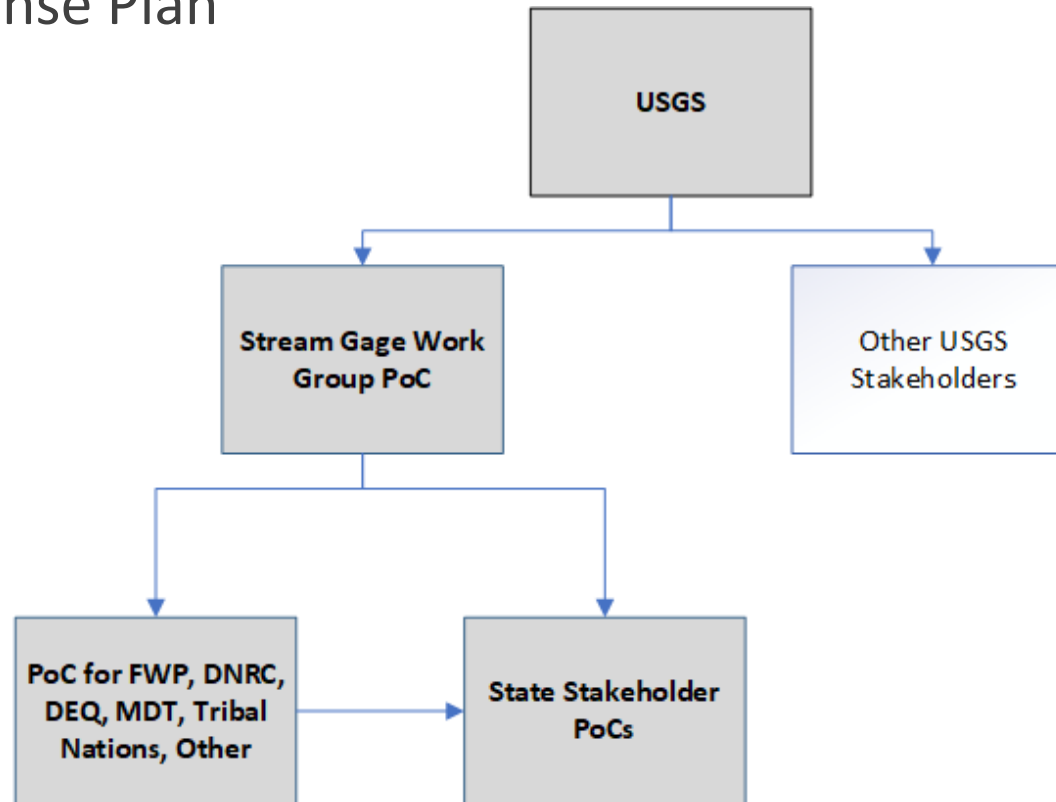 nse Plan
USGS
Stream Gage Work
Group PoC
Other USGS
Stakeholders
PoC for FWP, DNRC,
DEQ, MDT, Tribal
Nations, Other
State Stakeholder
PoCs